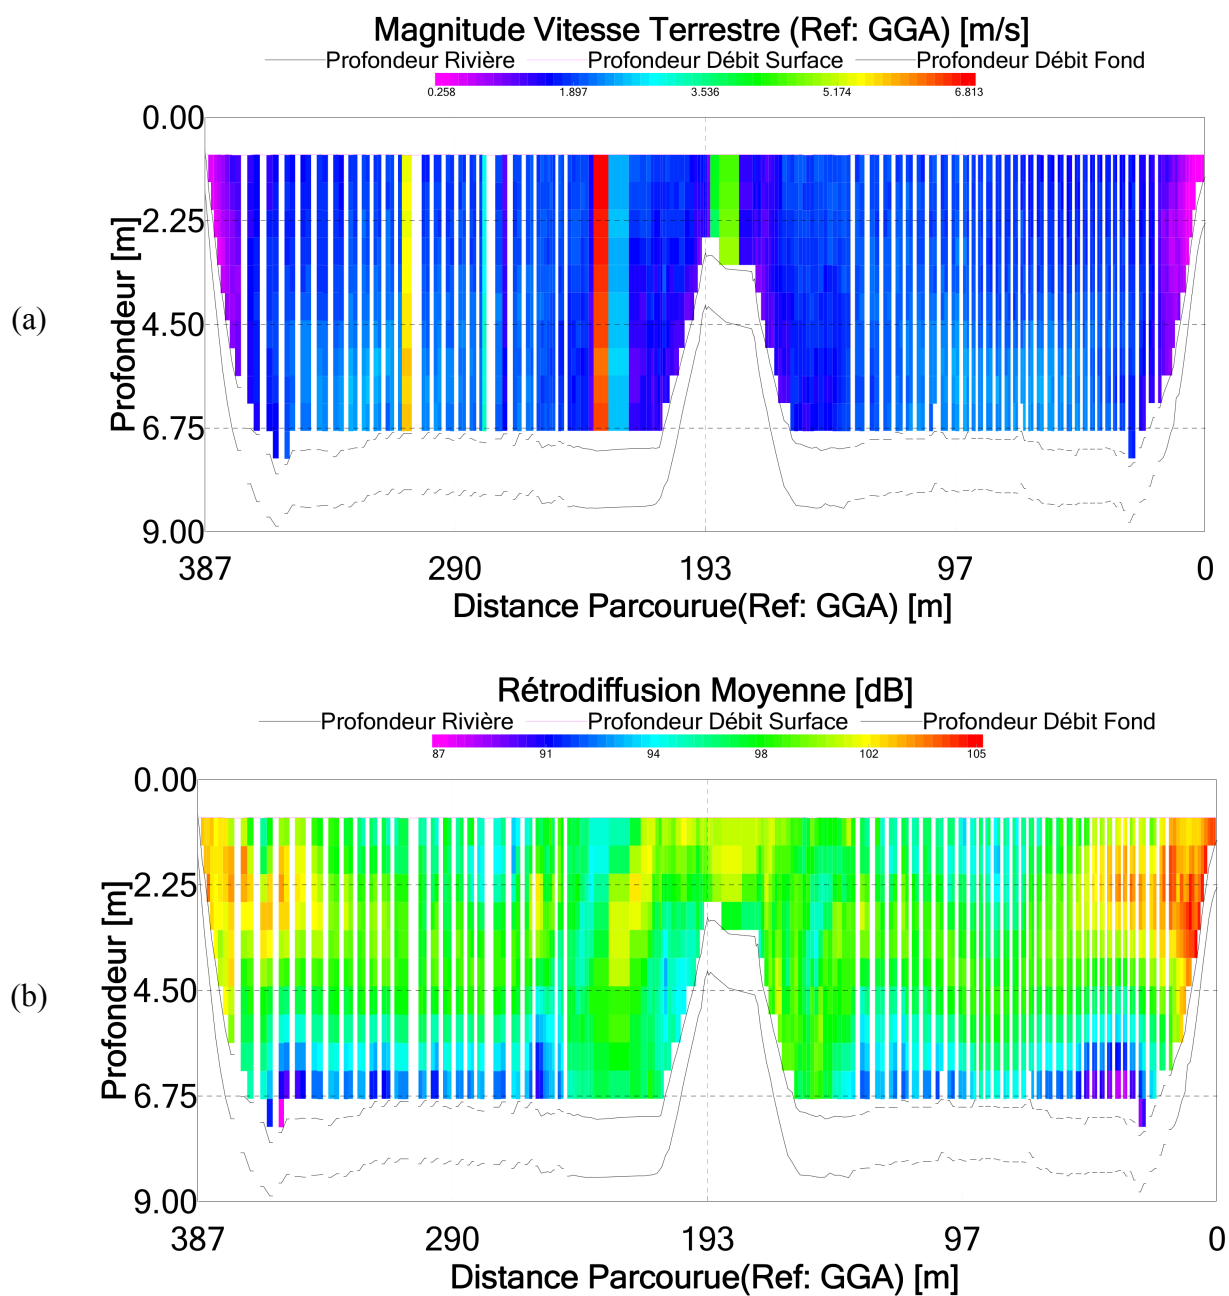 Magnitude Vitesse Terrestre (Ref: GGA) [m/s]
Profondeur Rivière Profondeur Débit Surface Profondeur Débit Fond
0.258 1.897 3.536 5.174 6.813
0.00
2.25
4.50
6.75
9.00
Profondeur [m]
(a)
387 290 193 97 0
Distance Parcourue(Ref: GGA) [m]
Rétrodiffusion Moyenne [dB]
Profondeur Rivière Profondeur Débit Surface Profondeur Débit Fond
87 91 94 98 102 105
0.00
2.25
4.50
6.75
9.00
Profondeur [m]
(b)
387 290 193 97 0
Distance Parcourue(Ref: GGA) [m]